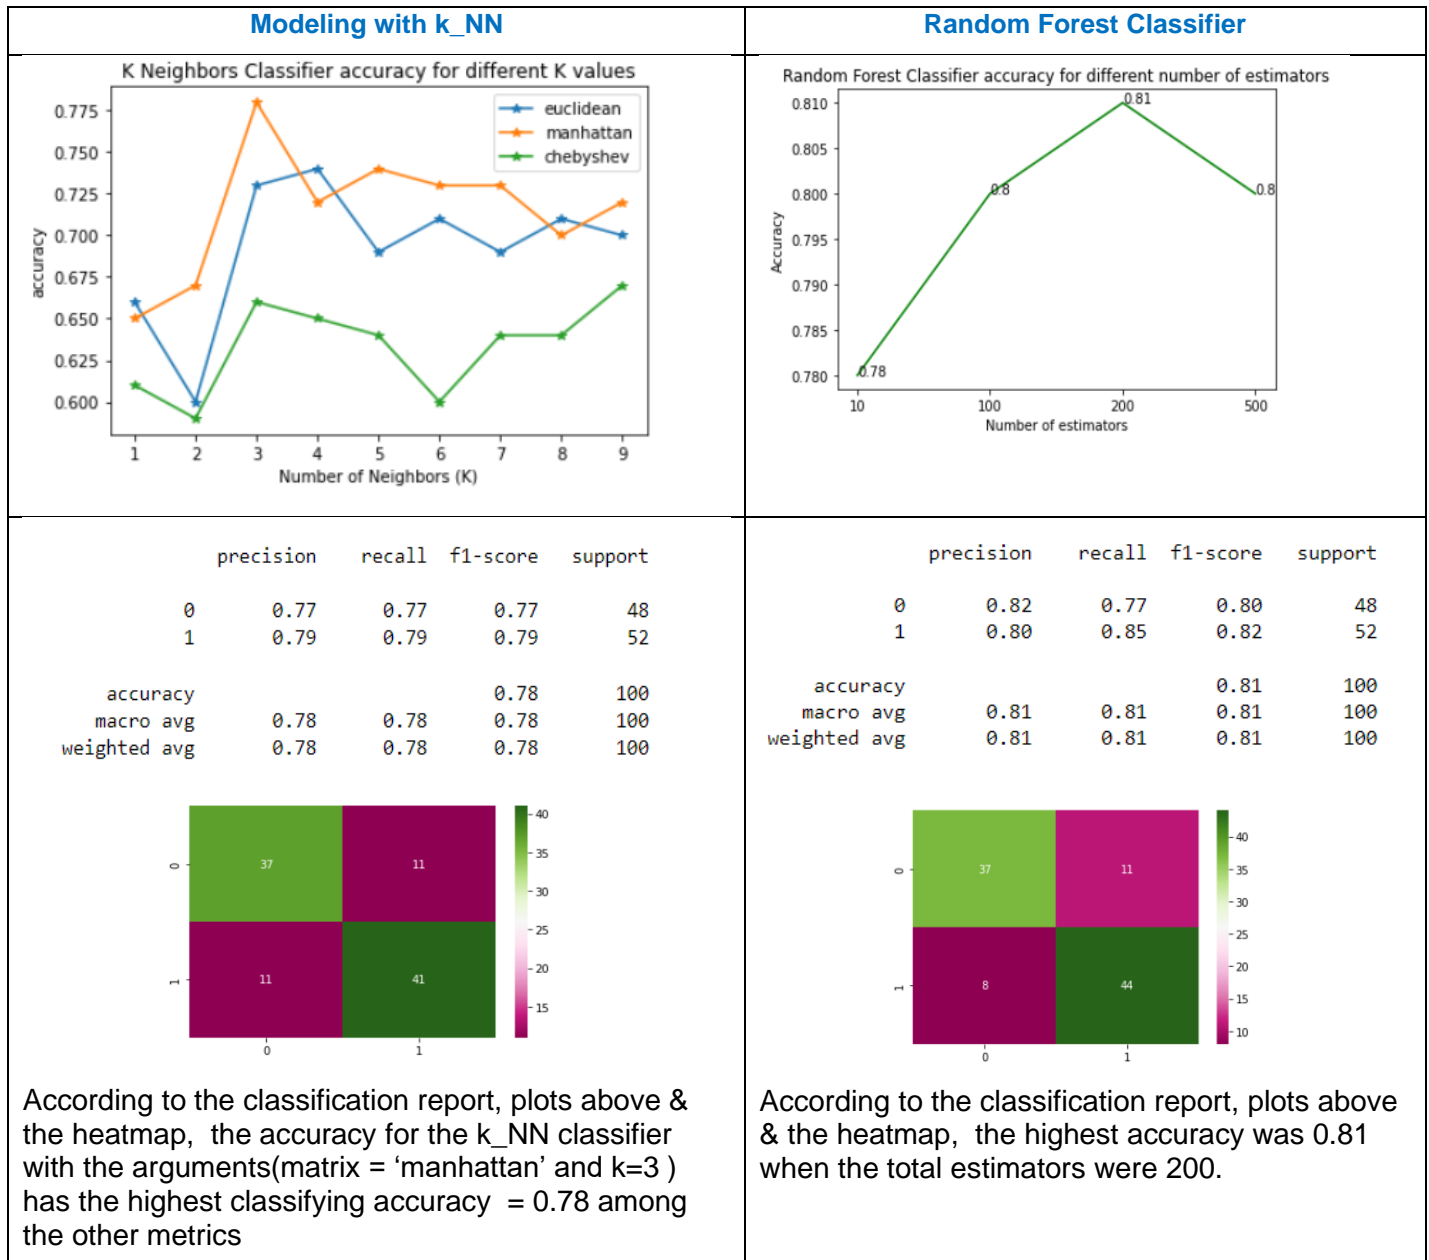 Modeling with k_NN
K Neighbors Classifier accuracy for different K values
0.775
0.750
0.725
0.700
0.675
0.650
0.625
0.600
accuracy
euclidean
manhattan
chebyshev
1 2 3 4 5 6 7 8 9
Number of Neighbors (K)
Random Forest Classifier
Random Forest Classifier accuracy for different number of estimators
0.810
0.805
0.800
0.795
0.790
0.785
0.780
Accuracy
0.78
0.8
0.81
0.8
10 100 200 500
Number of estimators
precision recall f1-score support
0 0.77 0.77 0.77 48
1 0.79 0.79 0.79 52
accuracy 0.78 100
macro avg 0.78 0.78 0.78 100
weighted avg 0.78 0.78 0.78 100
0
37 11
1
11 41
0 1
40
35
30
25
20
15
According to the classification report, plots above &
the heatmap, the accuracy for the k_NN classifier
with the arguments(matrix = ‘manhattan’ and k=3 )
has the highest classifying accuracy = 0.78 among
the other metrics
precision recall f1-score support
0 0.82 0.77 0.80 48
1 0.80 0.85 0.82 52
accuracy 0.81 100
macro avg 0.81 0.81 0.81 100
weighted avg 0.81 0.81 0.81 100
0
37 11
1
8 44
0 1
40
35
30
25
20
15
10
According to the classification report, plots above
& the heatmap, the highest accuracy was 0.81
when the total estimators were 200.